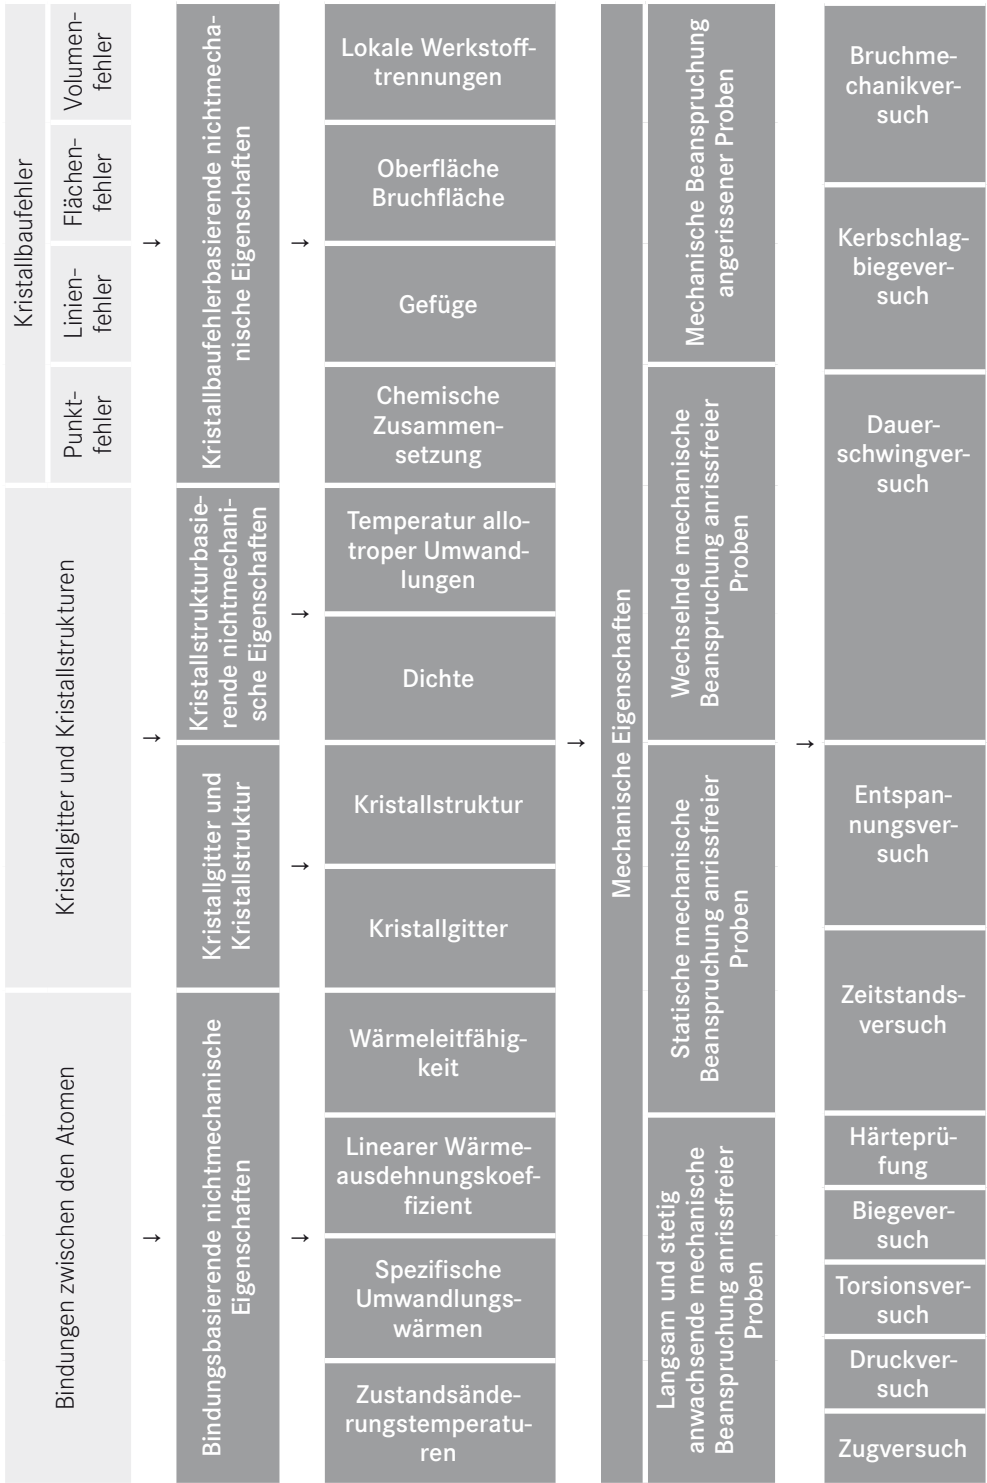 Kristallbaufehler
Volumen-
fehler
Flächen-
fehler
Linien-
fehler
Punkt-
fehler
Kristallgitter und Kristallstrukturen
Bindungen zwischen den Atomen
→
→
→
Kristallbaufehlerbasierende nichtmecha-
nische Eigenschaften
Kristallstrukturbasie-
rende nichtmechani-
sche Eigenschaften
Kristallgitter und
Kristallstruktur
Bindungsbasierende nichtmechanische
Eigenschaften
→
→
→
→
Lokale Werkstoff-
trennungen
Oberfläche
Bruchfläche
Gefüge
Chemische
Zusammen-
setzung
Temperatur allo-
troper Umwand-
lungen
Dichte
Kristallstruktur
Kristallgitter
Wärmeleitfähig-
keit
Linearer Wärme-
ausdehnungskoef-
fizient
Spezifische
Umwandlungs-
wärmen
Zustandsände-
rungstemperatu-
ren
→
Mechanische Eigenschaften
Mechanische Beanspruchung
angerissener Proben
Wechselnde mechanische
Beanspruchung anrissfreier
Proben
Statische mechanische
Beanspruchung anrissfreier
Proben
Langsam und stetig
anwachsende mechanische
Beanspruchung anrissfreier
Proben
→
Bruchme-
chanikver-
such
Kerbschlag-
biegever-
such
Dauer-
schwingver-
such
Entspan-
nungsver-
such
Zeitstands-
versuch
Härteprü-
fung
Biegever-
such
Torsionsver-
such
Druckver-
such
Zugversuch